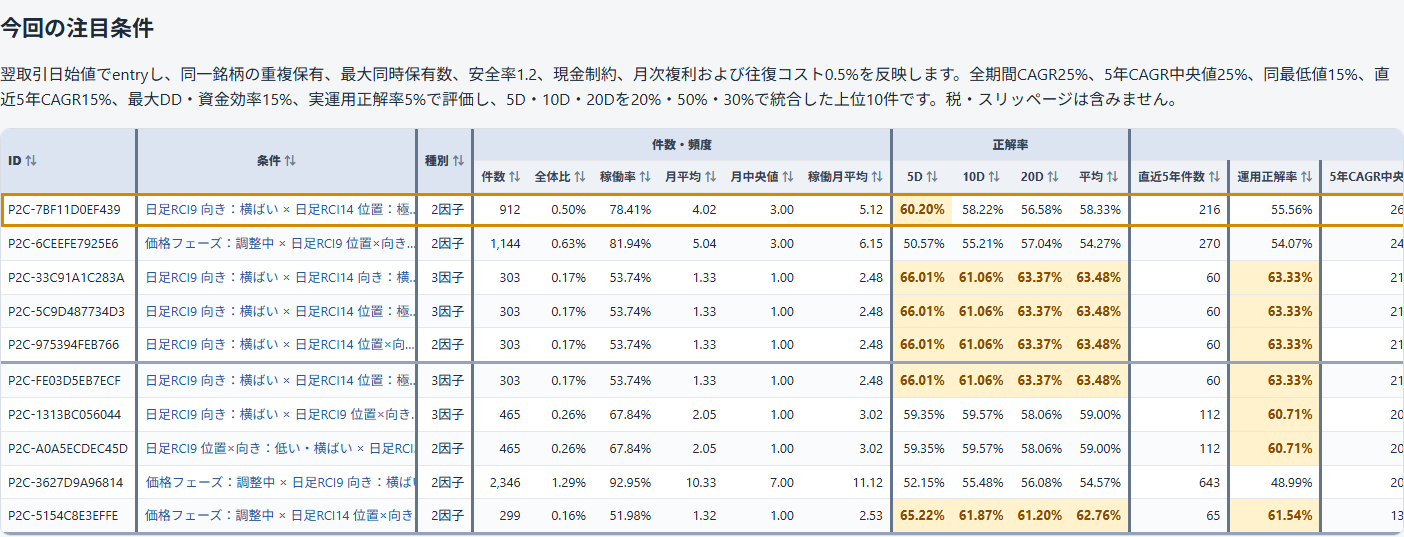 今回の注目条件
翌取引日始値でentryし、同一銘柄の重複保有、最大同時保有数、安全率1.2、現金制約、月次複利および往復コスト0.5%を反映します。全期間CAGR25%、5年CAGR中央値25%、同最低値15%、直
近5年CAGR15%、最大DD・資金効率15%、実運用正解率5%で評価し、5D・10D・20Dを20%・50%・30%で統合した上位10件です。税・スリッページは含みません。
ID ⇅ 条件 ⇅ 種別 ⇅ 件数・頻度 正解率
件数 ⇅ 全体比 ⇅ 稼働率 ⇅ 月平均 ⇅ 月中央値 ⇅ 稼働月平均 ⇅ 5D ⇅ 10D ⇅ 20D ⇅ 平均 ⇅ 直近5年件数 ⇅ 運用正解率 ⇅ 5年CAGR中央
P2C-7BF11D0EF439 日足RCI9 向き：横ばい × 日足RCI14 位置：極... 2因子 912 0.50% 78.41% 4.02 3.00 5.12 60.20% 58.22% 56.58% 58.33% 216 55.56% 26
P2C-6CEEFE7925E6 価格フェーズ：調整中 × 日足RCI9 位置×向き... 2因子 1,144 0.63% 81.94% 5.04 3.00 6.15 50.57% 55.21% 57.04% 54.27% 270 54.07% 24
P2C-33C91A1C283A 日足RCI9 向き：横ばい × 日足RCI14 向き：横... 3因子 303 0.17% 53.74% 1.33 1.00 2.48 66.01% 61.06% 63.37% 63.48% 60 63.33% 21
P2C-5C9D487734D3 日足RCI9 向き：横ばい × 日足RCI14 位置：極... 3因子 303 0.17% 53.74% 1.33 1.00 2.48 66.01% 61.06% 63.37% 63.48% 60 63.33% 21
P2C-975394FEB766 日足RCI9 向き：横ばい × 日足RCI14 位置×向... 2因子 303 0.17% 53.74% 1.33 1.00 2.48 66.01% 61.06% 63.37% 63.48% 60 63.33% 21
P2C-FE03D5EB7ECF 日足RCI9 向き：横ばい × 日足RCI14 位置：極... 3因子 303 0.17% 53.74% 1.33 1.00 2.48 66.01% 61.06% 63.37% 63.48% 60 63.33% 21
P2C-1313BC056044 日足RCI9 向き：横ばい × 日足RCI9 位置×向き... 3因子 465 0.26% 67.84% 2.05 1.00 3.02 59.35% 59.57% 58.06% 59.00% 112 60.71% 20
P2C-A0A5ECDEC45D 日足RCI9 位置×向き：低い・横ばい × 日足RCI... 2因子 465 0.26% 67.84% 2.05 1.00 3.02 59.35% 59.57% 58.06% 59.00% 112 60.71% 20
P2C-3627D9A96814 価格フェーズ：調整中 × 日足RCI9 向き：横ば 2因子 2,346 1.29% 92.95% 10.33 7.00 11.12 52.15% 55.48% 56.08% 54.57% 643 48.99% 20
P2C-5154C8E3EFFE 価格フェーズ：調整中 × 日足RCI14 位置×向き 2因子 299 0.16% 51.98% 1.32 1.00 2.53 65.22% 61.87% 61.20% 62.76% 65 61.54% 13